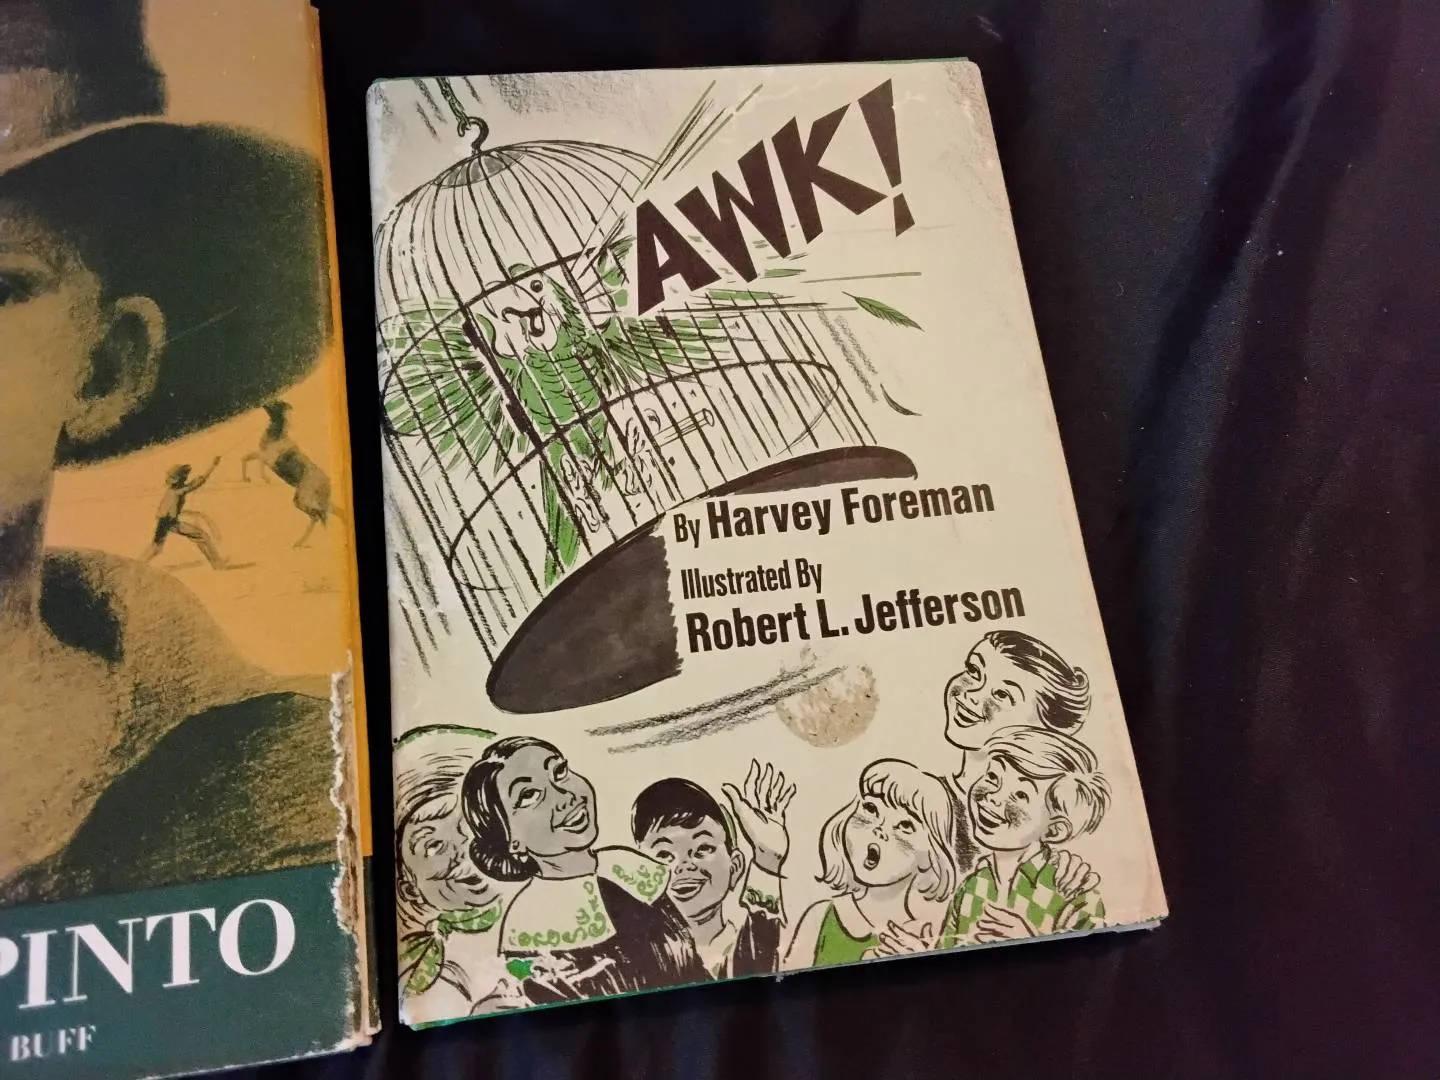 PINTO
BUFF
AWK!
By Harvey Foreman
Illustrated By
Robert L. Jefferson